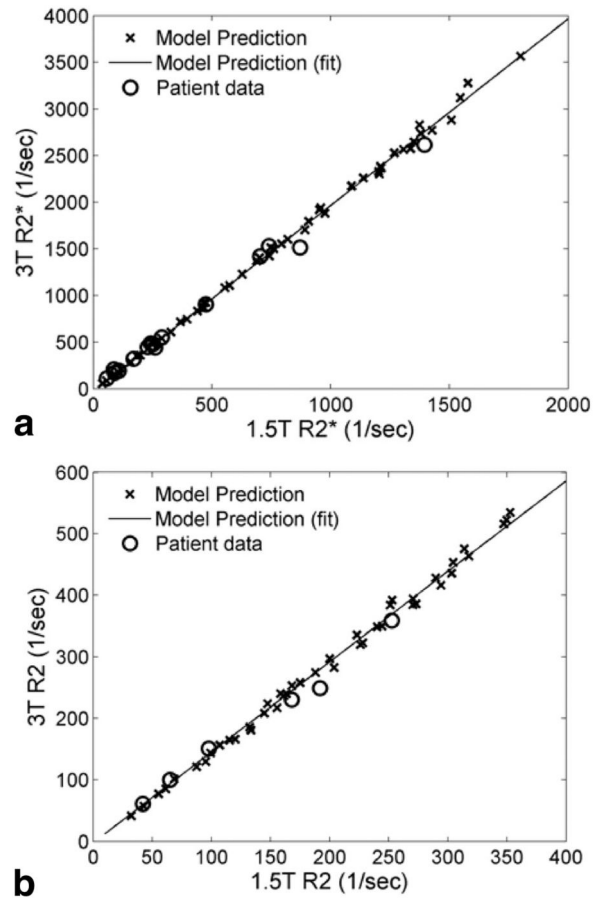 4000
3500
3000
2500
2000
1500
1000
500
0
3T R2* (1/sec)
Model Prediction
Model Prediction (fit)
Patient data
0 500 1000 1500 2000
1.5T R2* (1/sec)
a
600
500
400
300
200
100
0
3T R2 (1/sec)
Model Prediction
Model Prediction (fit)
Patient data
0 50 100 150 200 250 300 350 400
1.5T R2 (1/sec)
b